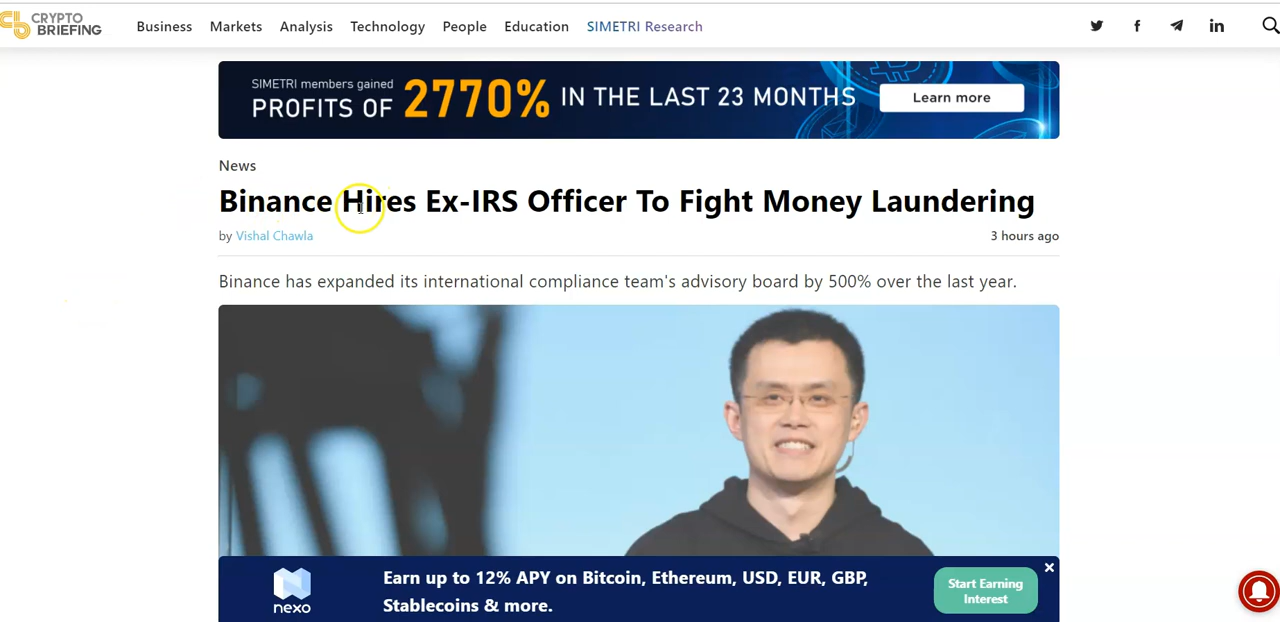 CRYPTO
BRIEFING
Business Markets Analysis Technology People Education SIMETRI Research
SIMETRI members gained
PROFITS OF 2770% IN THE LAST 23 MONTHS
Learn more
News
Binance Hires Ex-IRS Officer To Fight Money Laundering
by Vishal Chawla
3 hours ago
Binance has expanded its international compliance team's advisory board by 500% over the last year.
nexo
Earn up to 12% APY on Bitcoin, Ethereum, USD, EUR, GBP,
Stablecoins & more.
Start Earning
Interest